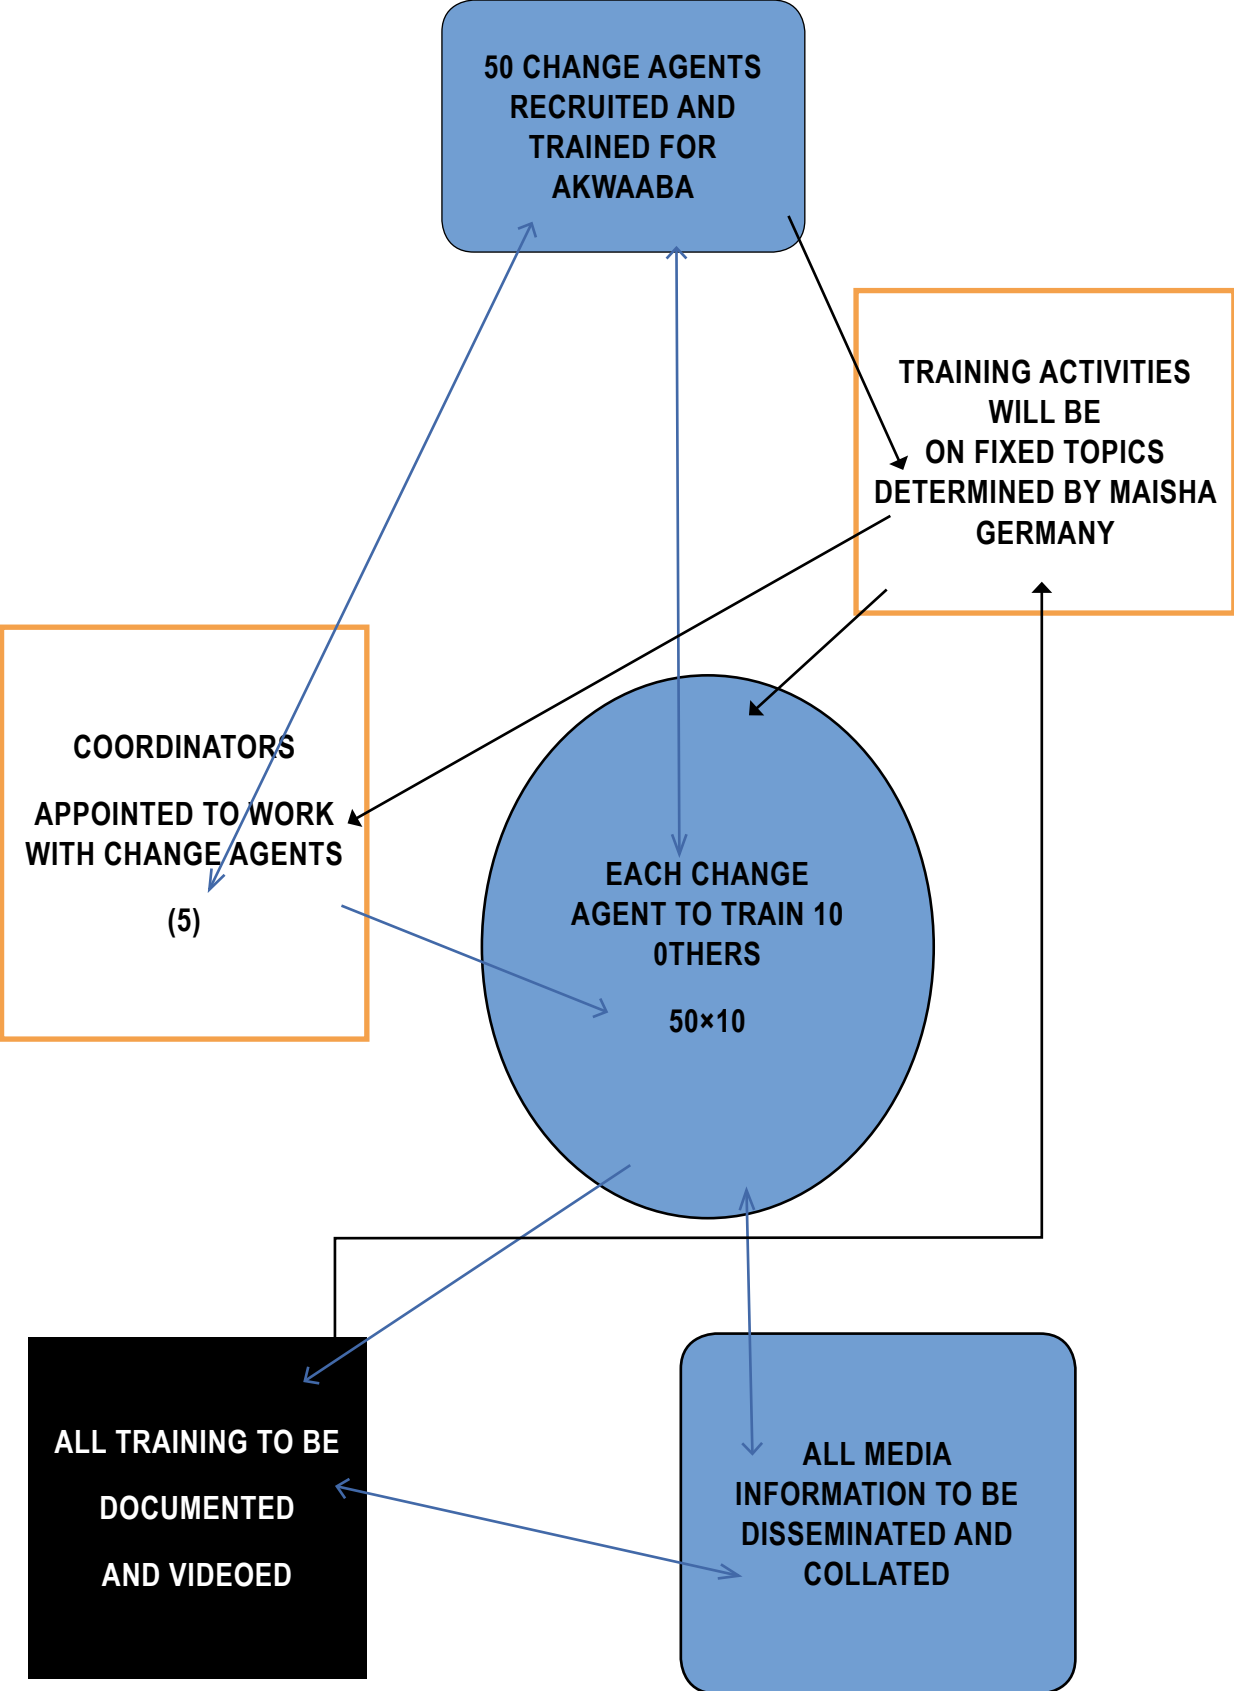 50 CHANGE AGENTS
RECRUITED AND
TRAINED FOR
AKWAABA
TRAINING ACTIVITIES
WILL BE
ON FIXED TOPICS
DETERMINED BY MAISHA
GERMANY
COORDINATORS
APPOINTED TO WORK
WITH CHANGE AGENTS
(5)
EACH CHANGE
AGENT TO TRAIN 10
0THERS
50×10
ALL TRAINING TO BE
DOCUMENTED
AND VIDEOED
ALL MEDIA
INFORMATION TO BE
DISSEMINATED AND
COLLATED